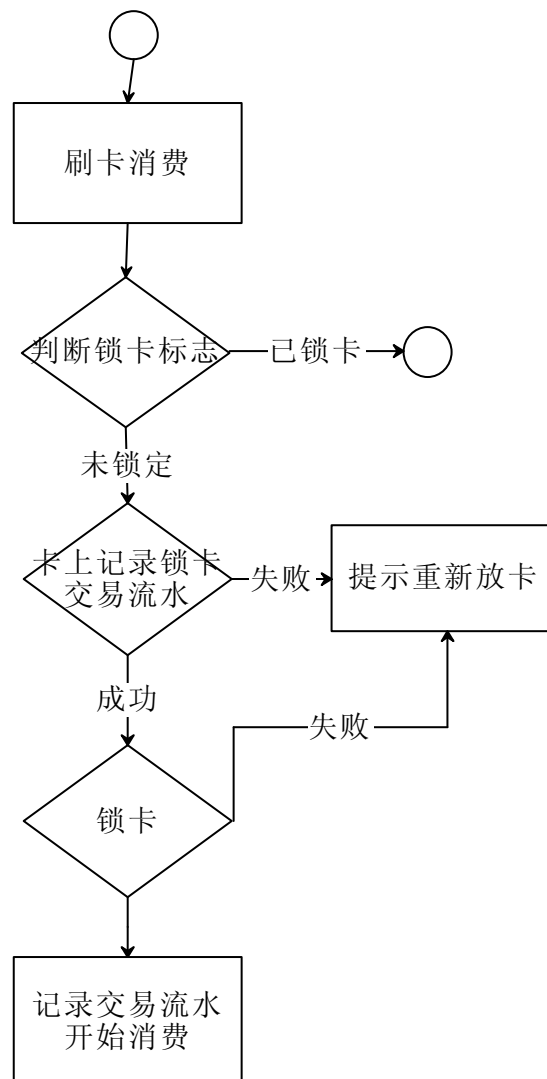 刷卡消费
判断锁卡标志
已锁卡
未锁定
卡上记录锁卡
交易流水
失败
提示重新放卡
成功
失败
锁卡
记录交易流水
开始消费